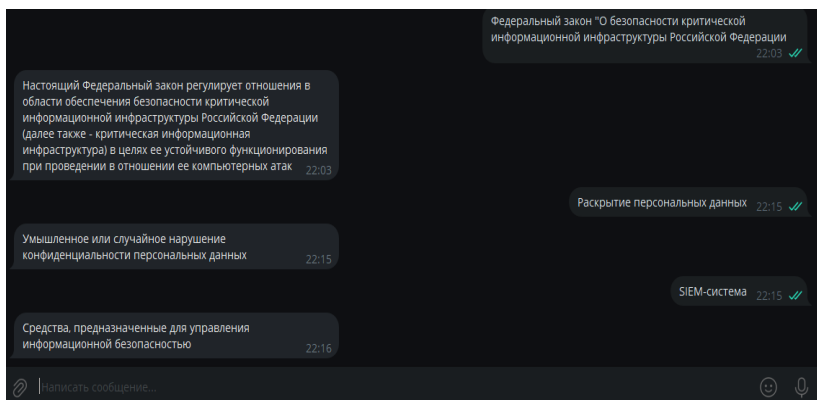 Федеральный закон "О безопасности критической
информационной инфраструктуры Российской Федерации
22:03
Настоящий Федеральный закон регулирует отношения в
области обеспечения безопасности критической
информационной инфраструктуры Российской Федерации
(далее также - критическая информационная
инфраструктура) в целях ее устойчивого функционирования
при проведении в отношении ее компьютерных атак 22:03
Раскрытие персональных данных 22:15
Умышленное или случайное нарушение
конфиденциальности персональных данных 22:15
SIEM-система 22:15
Средства, предназначенные для управления
информационной безопасностью 22:16
Написать сообщение...